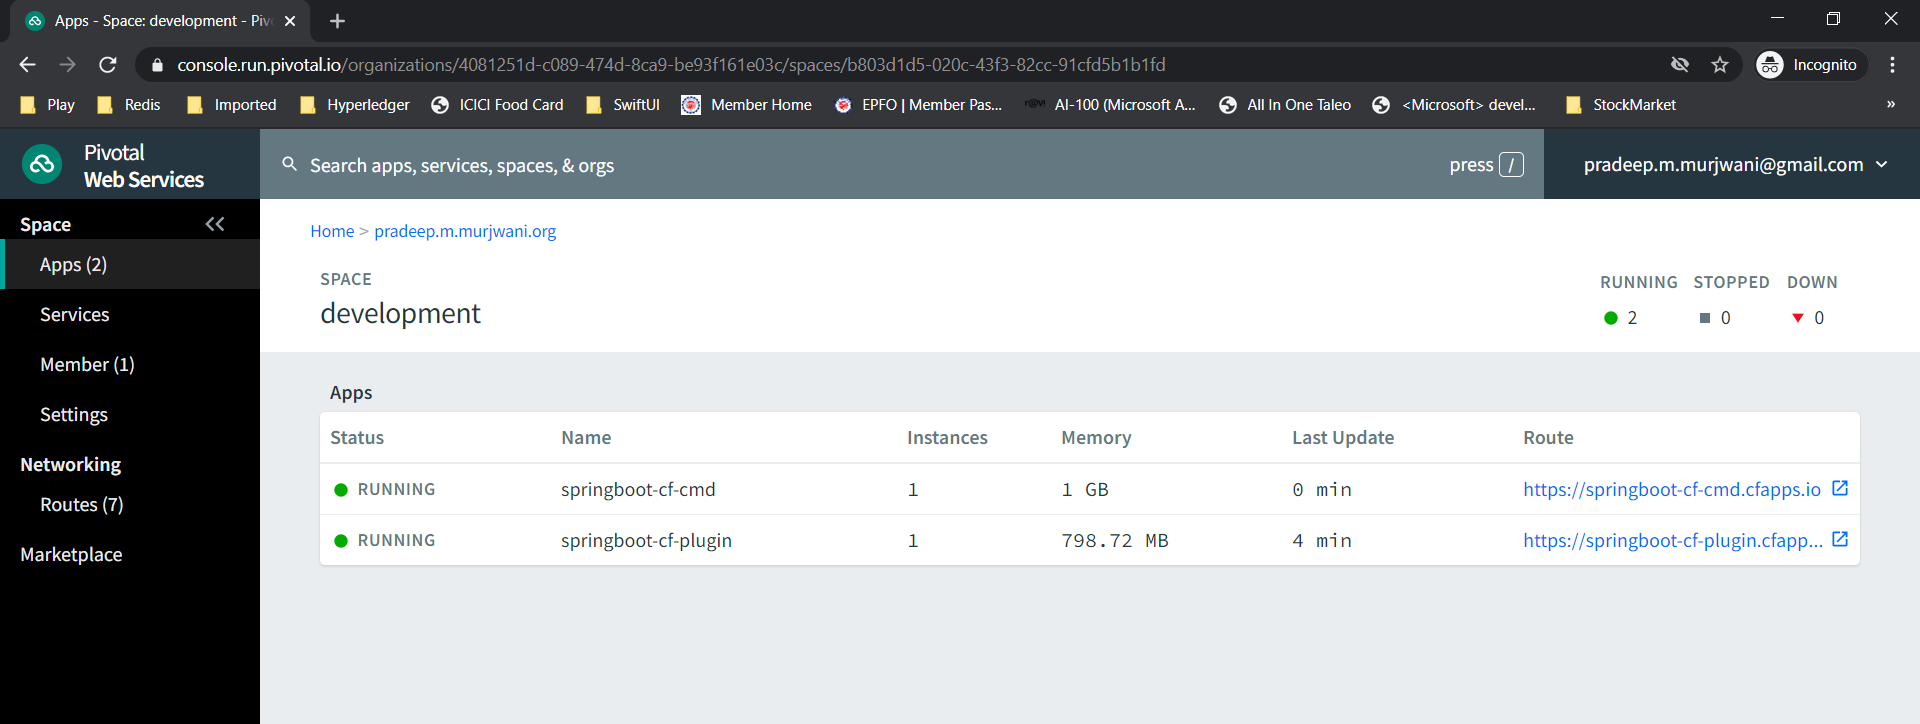 Apps - Space: development - Piv
console.run.pivotal.io/organizations/4081251d-c089-474d-8ca9-be93f161e03c/spaces/b803d1d5-020c-43f3-82cc-91cfd5b1b1fd
Incognito
Play Redis Imported Hyperledger ICICI Food Card SwiftUI Member Home EPFO | Member Pas... AI-100 (Microsoft A... All In One Taleo <Microsoft> devel... StockMarket »
Pivotal
Web Services
Search apps, services, spaces, & orgs
press /
pradeep.m.murjwani@gmail.com
Space
Apps (2)
Services
Member (1)
Settings
Networking
Routes (7)
Marketplace
Home > pradeep.m.murjwani.org
SPACE
development
RUNNING STOPPED DOWN
2 0 0
Apps
Status Name Instances Memory Last Update Route
RUNNING springboot-cf-cmd 1 1 GB 0 min https://springboot-cf-cmd.cfapps.io
RUNNING springboot-cf-plugin 1 798.72 MB 4 min https://springboot-cf-plugin.cfapp...